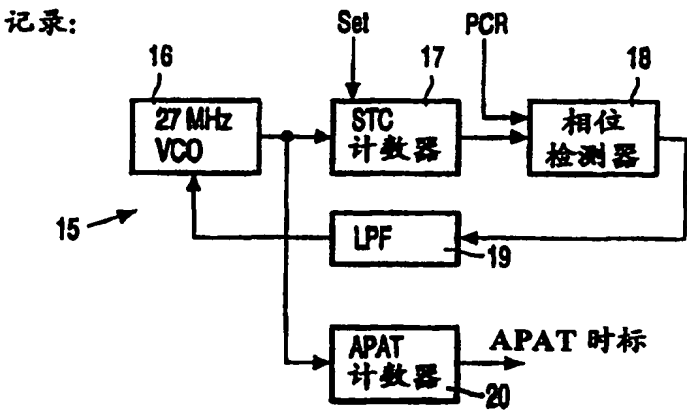 记录:
Set
PCR
16
17
18
27 MHz
VCO
STC
计数器
相位
检测器
15
LPF
19
APAT
计数器
APAT 时标
20